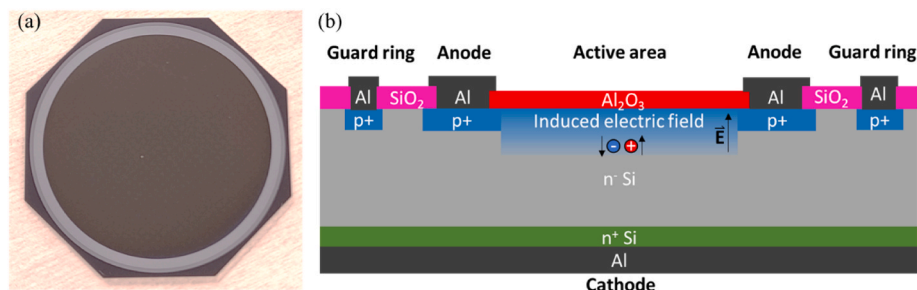 (a)
(b)
Guard ring Anode Active area Anode Guard ring
Al SiO₂ Al Al₂O₃ Al SiO₂ Al
p+ p+ Induced electric field p+ p+
E⃗
- +
n⁻ Si
n⁺ Si
Al
Cathode